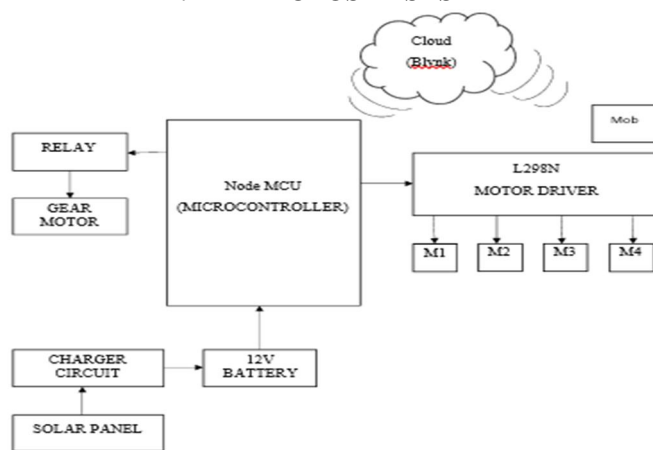 Cloud
(Blynk)
Mob
RELAY
GEAR
MOTOR
Node MCU
(MICROCONTROLLER)
L298N
MOTOR DRIVER
M1
M2
M3
M4
CHARGER
CIRCUIT
12V
BATTERY
SOLAR PANEL